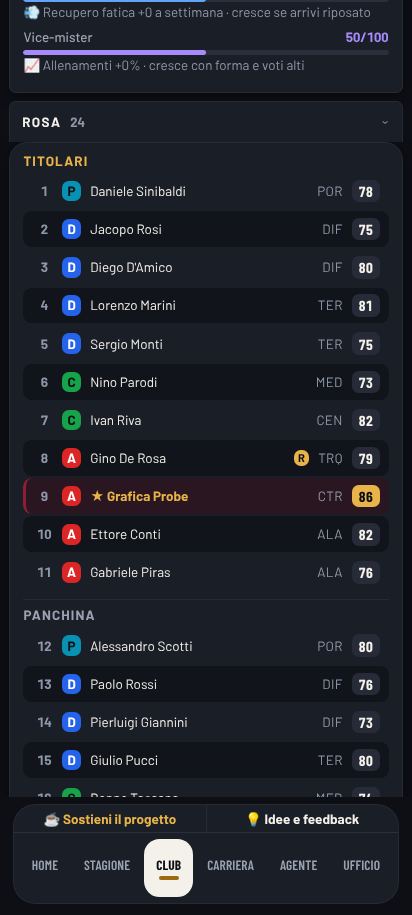 💨 Recupero fatica +0 a settimana · cresce se arrivi riposato
Vice-mister 50/100
📈 Allenamenti +0% · cresce con forma e voti alti
ROSA 24
TITOLARI
1 P Daniele Sinibaldi POR 78
2 D Jacopo Rosi DIF 75
3 D Diego D'Amico DIF 80
4 D Lorenzo Marini TER 81
5 D Sergio Monti TER 75
6 C Nino Parodi MED 73
7 C Ivan Riva CEN 82
8 A Gino De Rosa R TRQ 79
9 A ★ Grafica Probe CTR 86
10 A Ettore Conti ALA 82
11 A Gabriele Piras ALA 76
PANCHINA
12 P Alessandro Scotti POR 80
13 D Paolo Rossi DIF 76
14 D Pierluigi Giannini DIF 73
15 D Giulio Pucci TER 80
☕ Sostieni il progetto 💡 Idee e feedback
HOME STAGIONE CLUB CARRIERA AGENTE UFFICIO